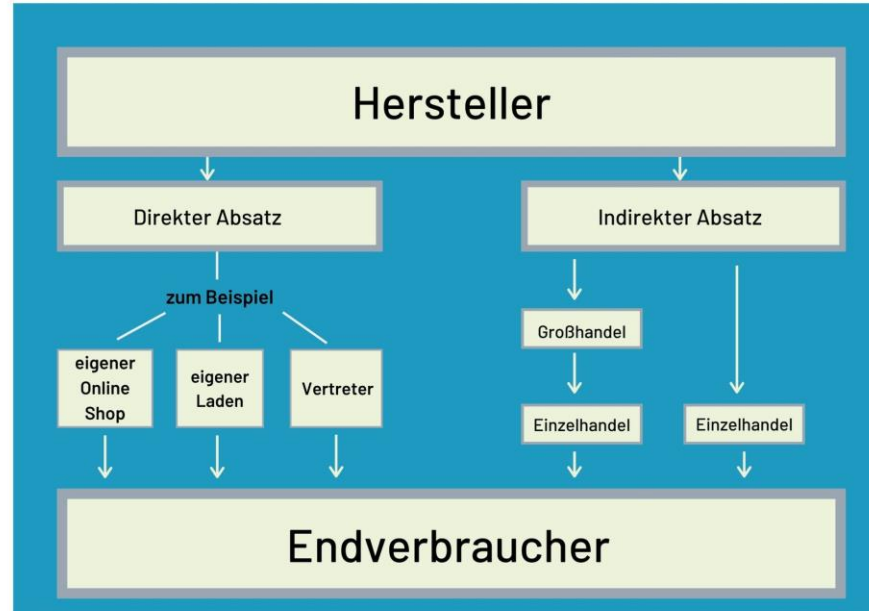 Hersteller
Direkter Absatz
Indirekter Absatz
zum Beispiel
eigener
Online
Shop
eigener
Laden
Vertreter
Großhandel
Einzelhandel
Einzelhandel
Endverbraucher